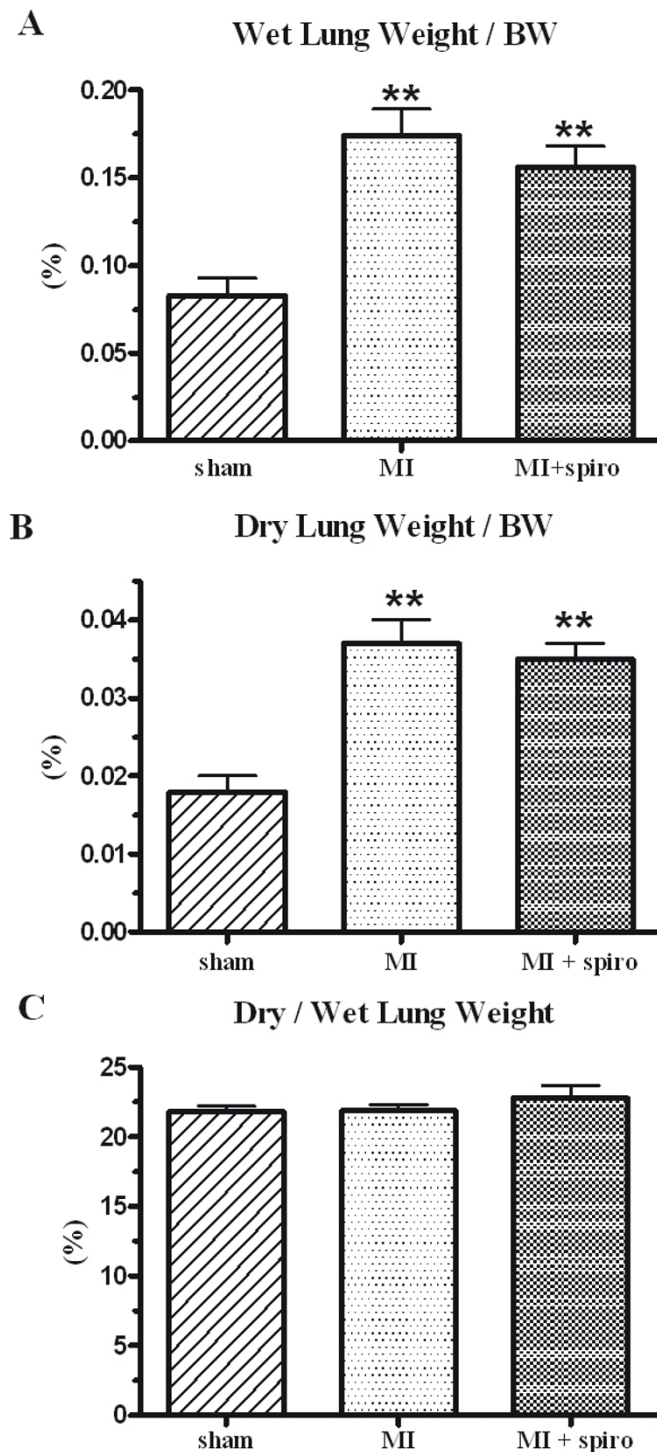 A
Wet Lung Weight / BW
0.20
0.15
0.10
0.05
0.00
(%)
**
**
sham MI MI+spiro
B
Dry Lung Weight / BW
0.04
0.03
0.02
0.01
0.00
(%)
**
**
sham MI MI + spiro
C
Dry / Wet Lung Weight
25
20
15
10
5
0
(%)
sham MI MI + spiro